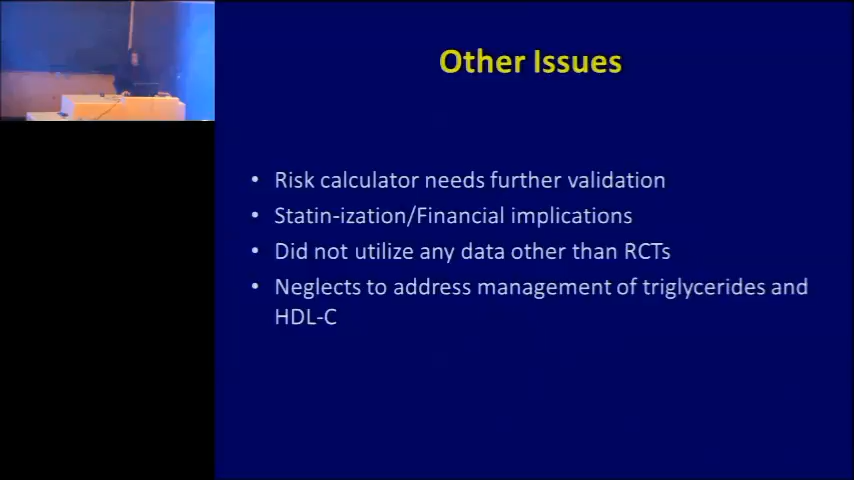 Other Issues
• Risk calculator needs further validation
• Statin-ization/Financial implications
• Did not utilize any data other than RCTs
• Neglects to address management of triglycerides and
HDL-C